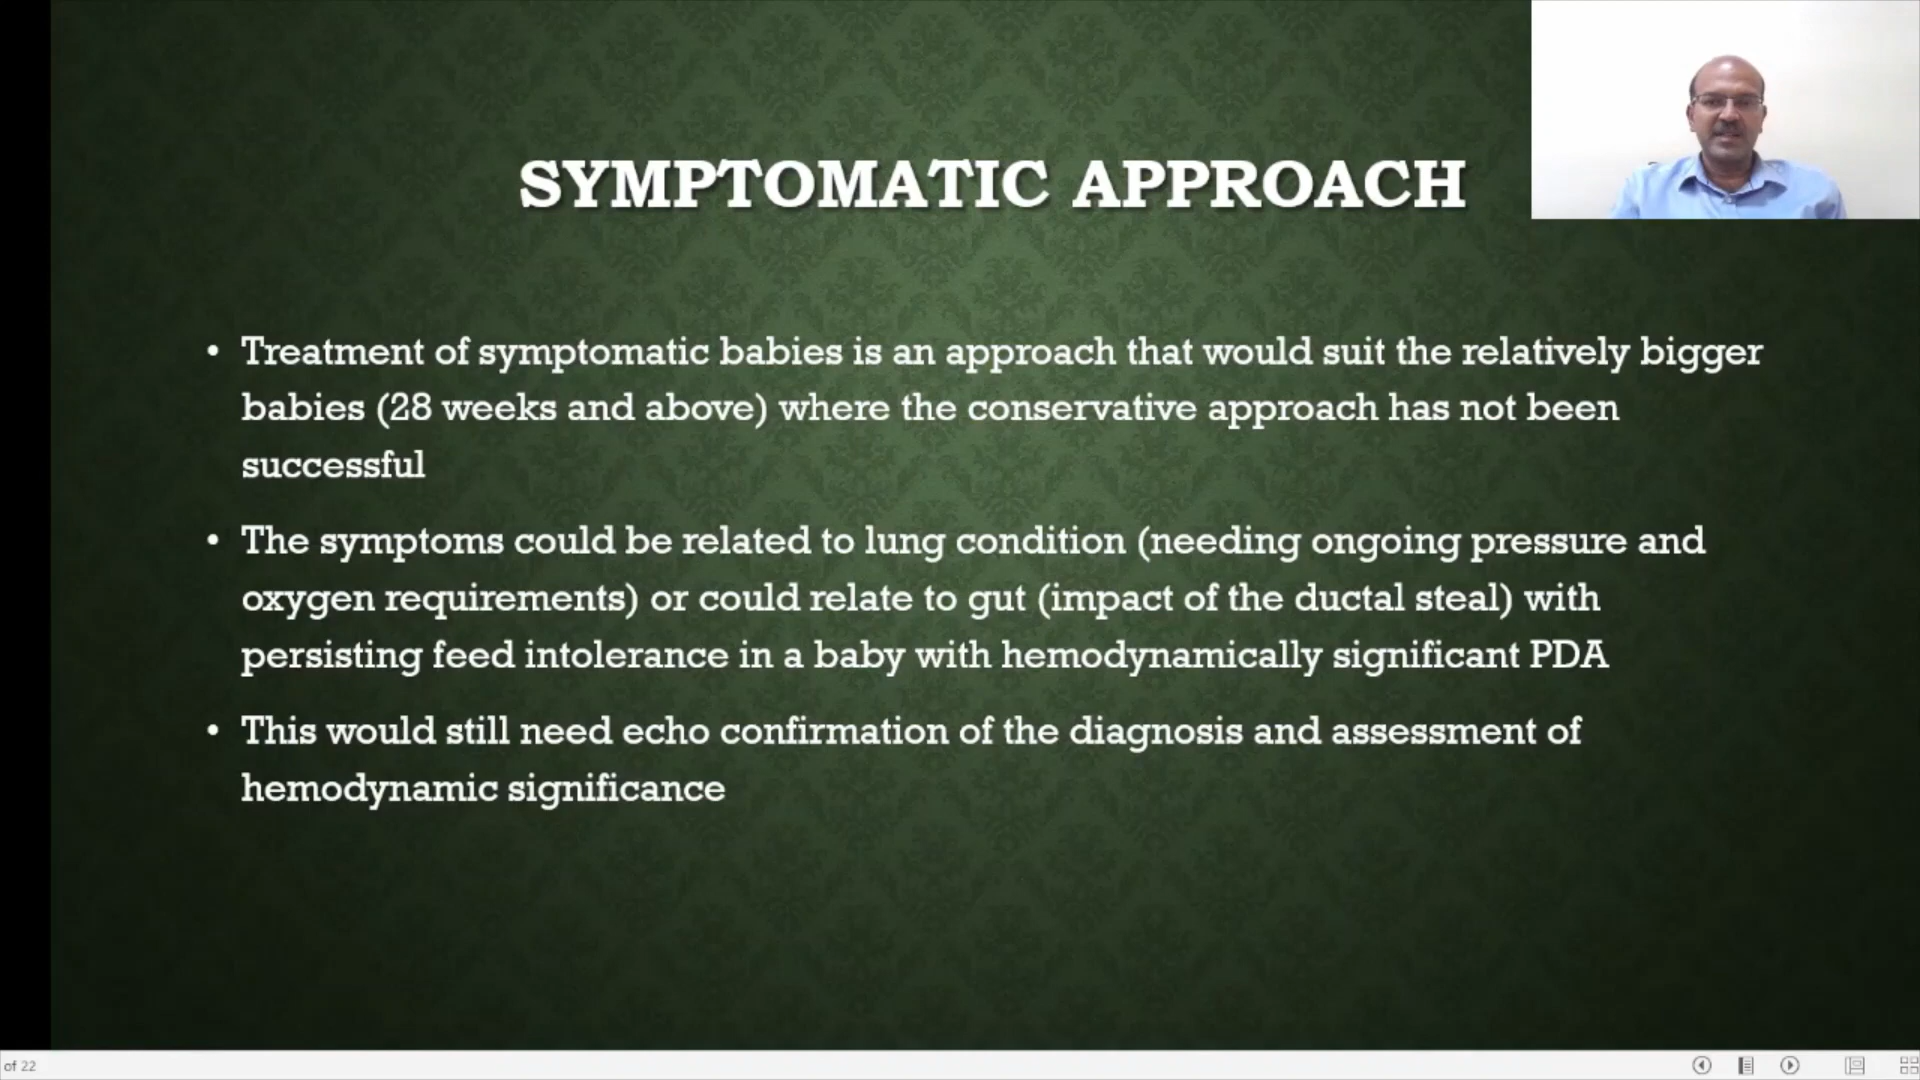 SYMPTOMATIC APPROACH
• Treatment of symptomatic babies is an approach that would suit the relatively bigger
babies (28 weeks and above) where the conservative approach has not been
successful
• The symptoms could be related to lung condition (needing ongoing pressure and
oxygen requirements) or could relate to gut (impact of the ductal steal) with
persisting feed intolerance in a baby with hemodynamically significant PDA
• This would still need echo confirmation of the diagnosis and assessment of
hemodynamic significance
of 22